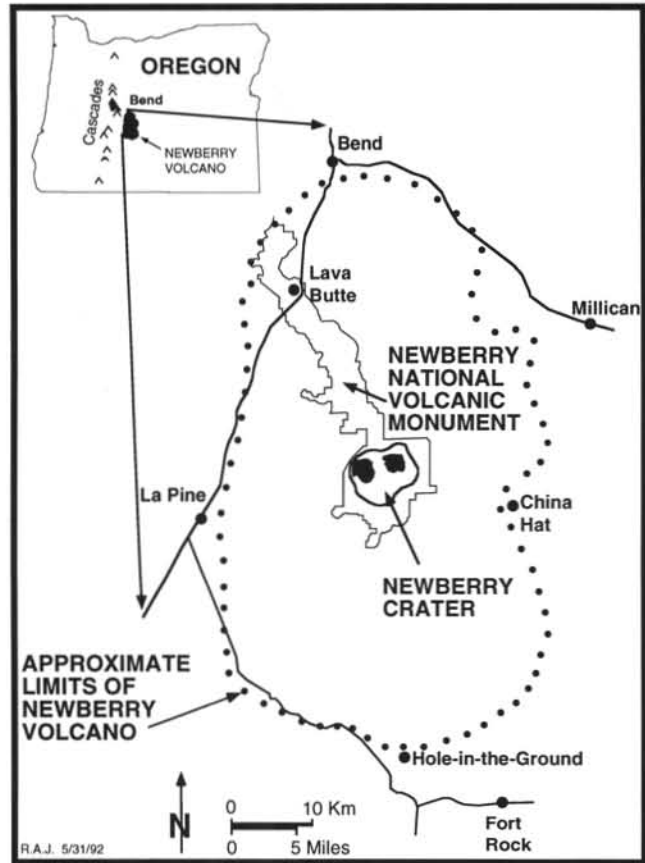 OREGON
Cascades
Bend
NEWBERRY
VOLCANO
Bend
Lava
Butte
Millican
NEWBERRY
NATIONAL
VOLCANIC
MONUMENT
La Pine
China
Hat
NEWBERRY
CRATER
APPROXIMATE
LIMITS OF
NEWBERRY
VOLCANO
Hole-in-the-Ground
N
0 10 Km
0 5 Miles
Fort
Rock
R.A.J. 5/31/92